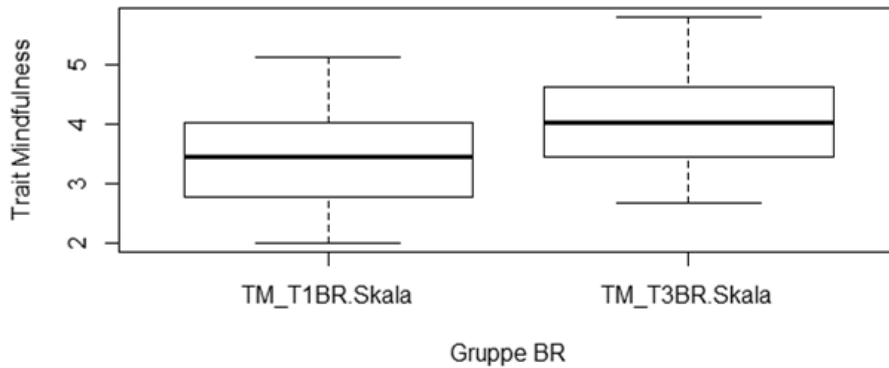 Trait Mindfulness
5
4
3
2
TM_T1BR.Skala TM_T3BR.Skala
Gruppe BR